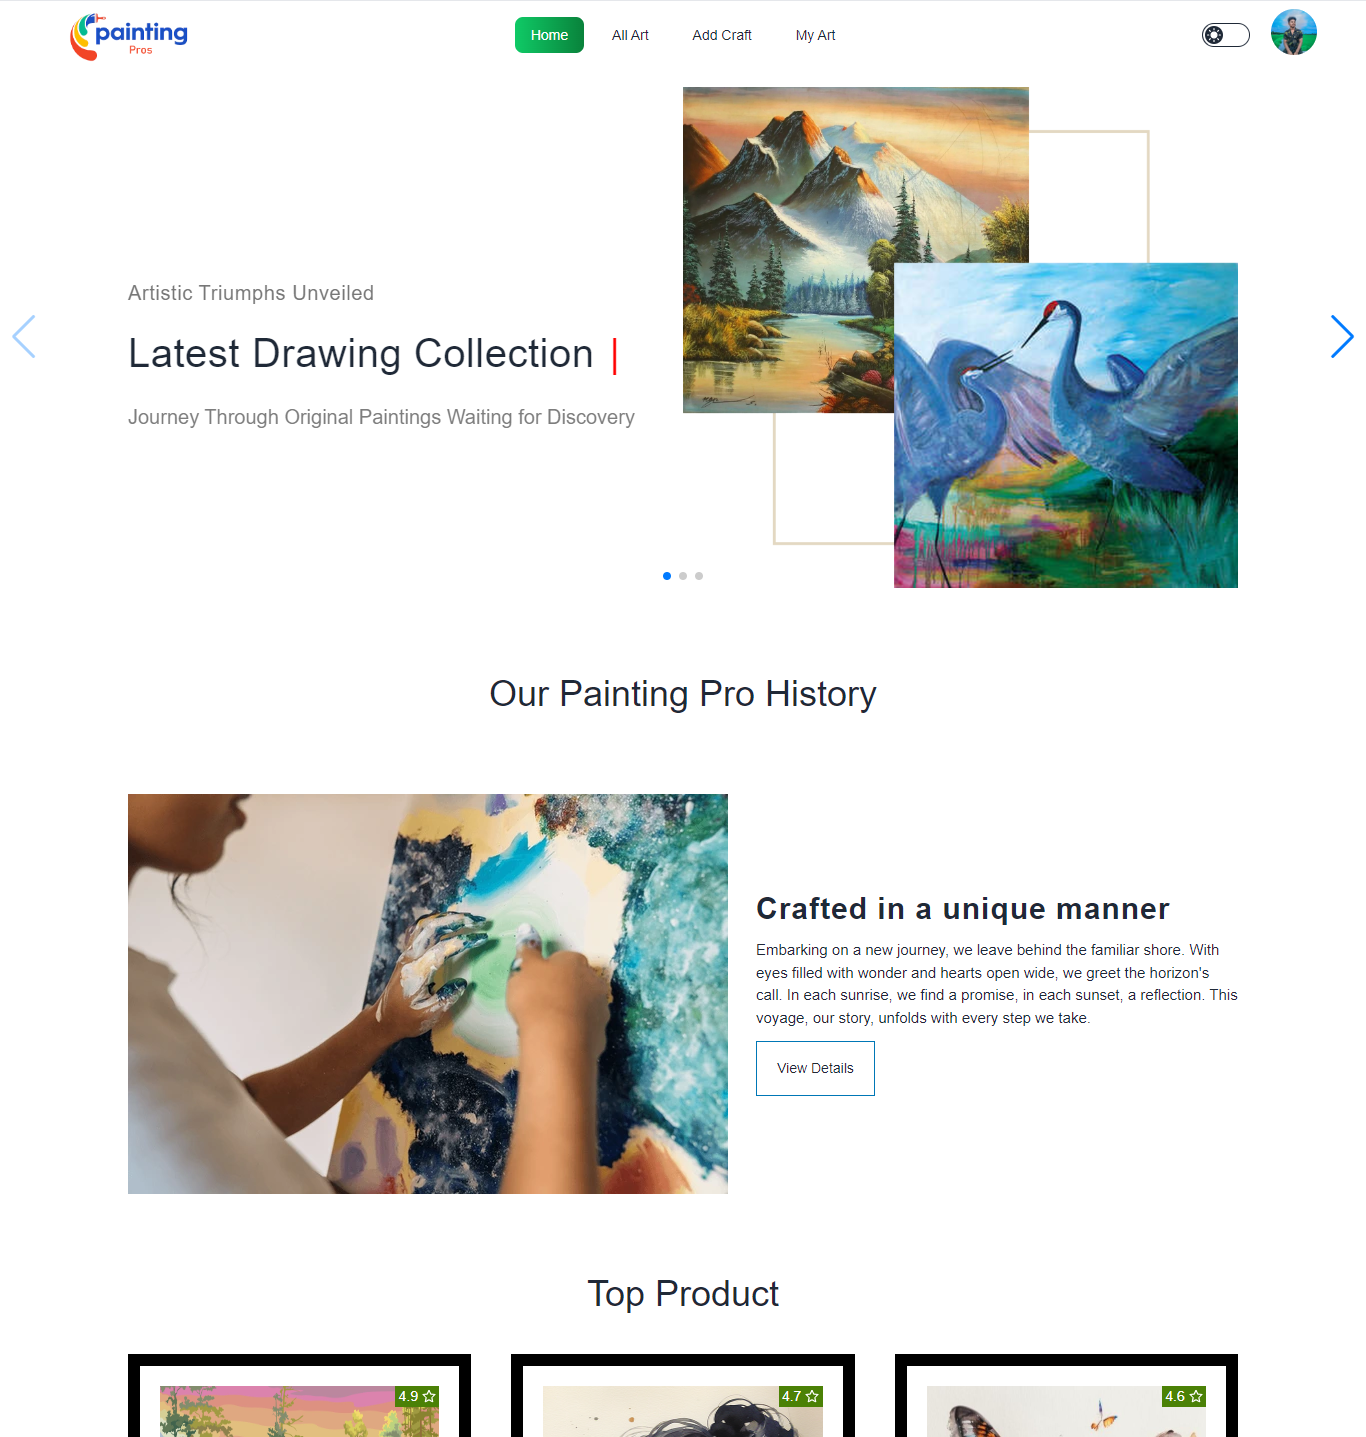 painting
Pros
Home
All Art
Add Craft
My Art
Artistic Triumphs Unveiled
Latest Drawing Collection |
Journey Through Original Paintings Waiting for Discovery
Our Painting Pro History
Crafted in a unique manner
Embarking on a new journey, we leave behind the familiar shore. With
eyes filled with wonder and hearts open wide, we greet the horizon's
call. In each sunrise, we find a promise, in each sunset, a reflection. This
voyage, our story, unfolds with every step we take.
View Details
Top Product
4.9
4.7
4.6